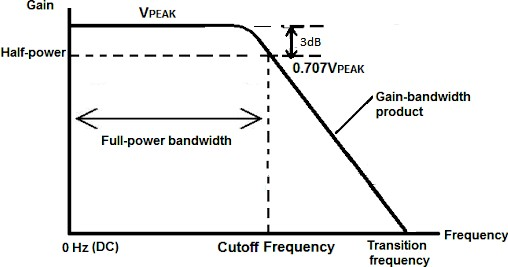 Gain
VPEAK
3dB
Half-power
0.707VPEAK
Gain-bandwidth
product
Full-power bandwidth
0 Hz (DC)
Cutoff Frequency
Transition
frequency
Frequency